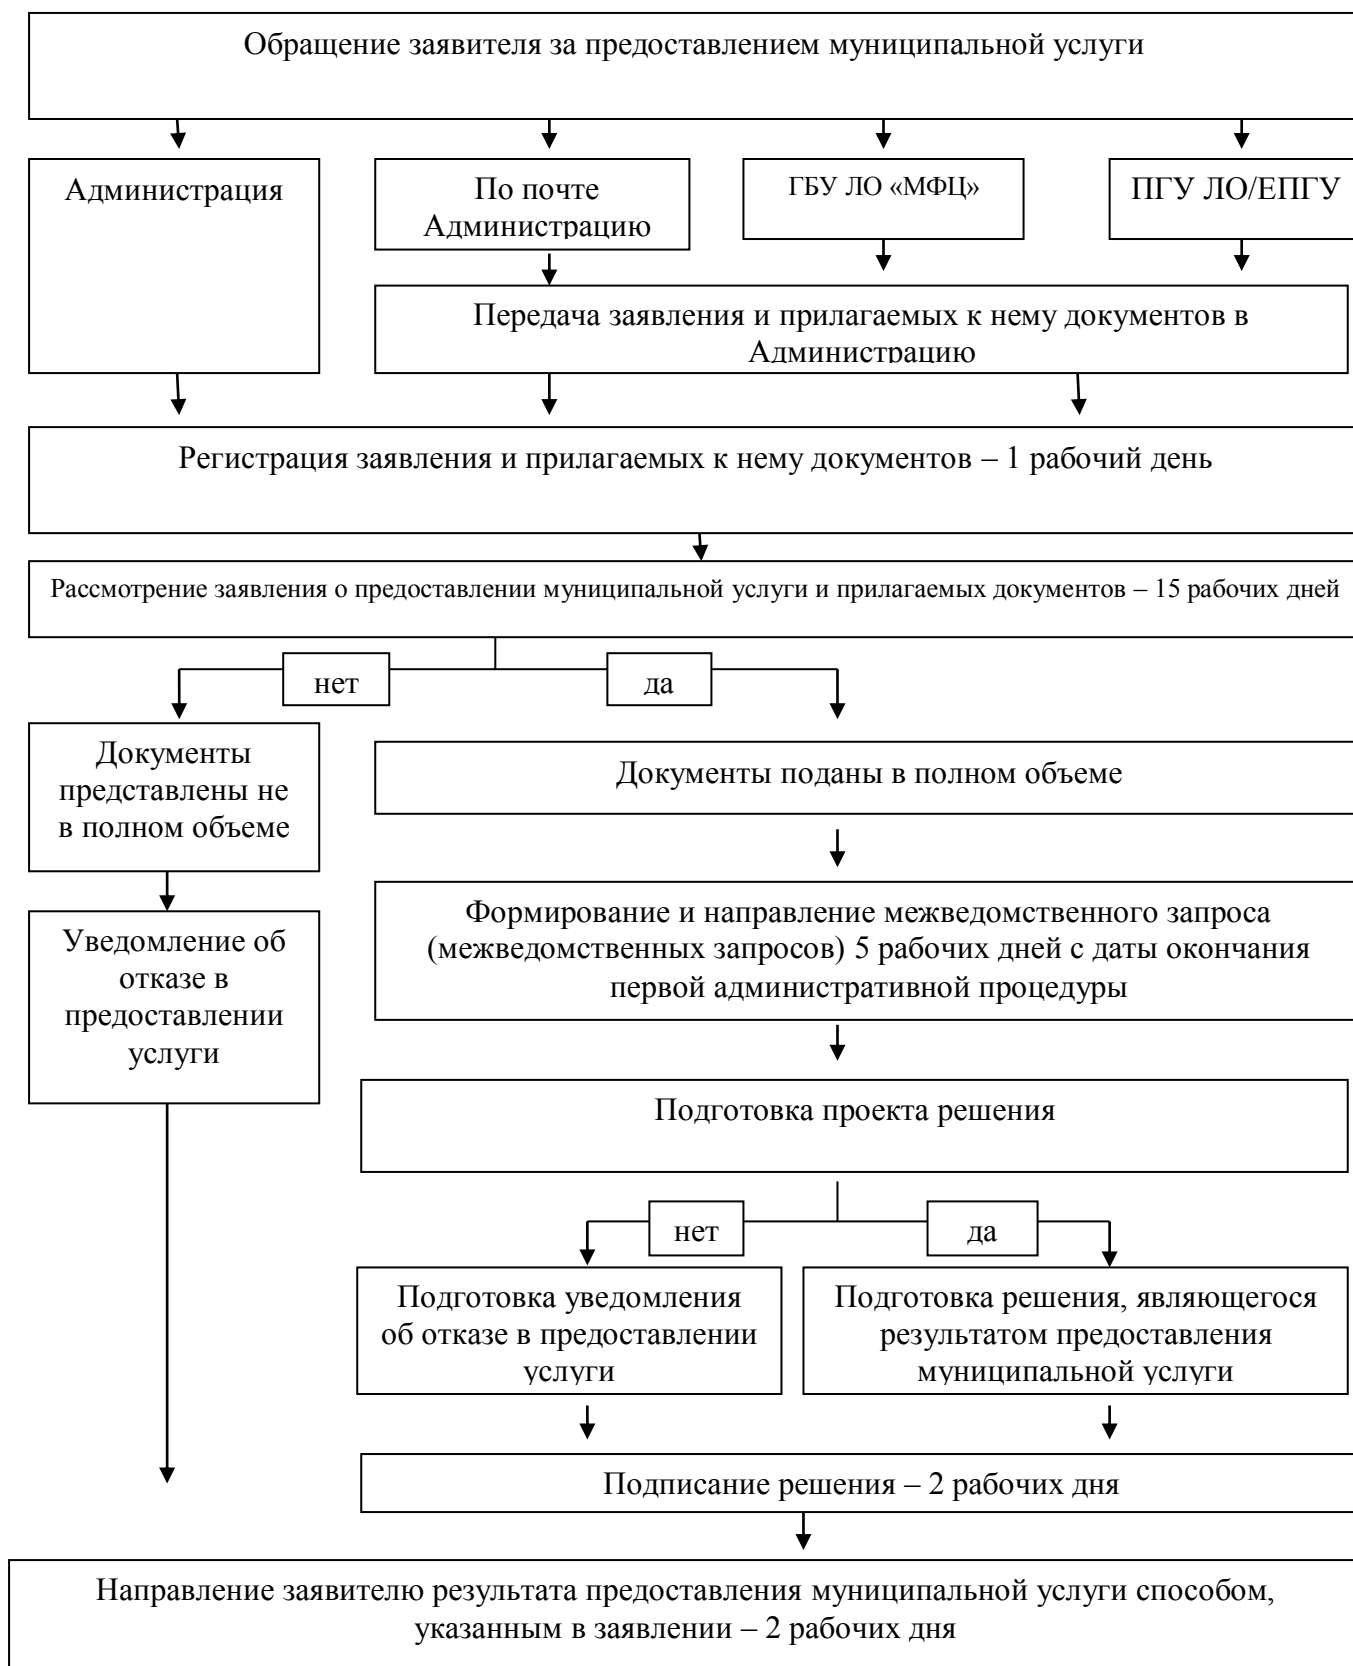 Обращение заявителя за предоставлением муниципальной услуги
Администрация
По почте
Администрацию
ГБУ ЛО «МФЦ»
ПГУ ЛО/ЕПГУ
Передача заявления и прилагаемых к нему документов в
Администрацию
Регистрация заявления и прилагаемых к нему документов – 1 рабочий день
Рассмотрение заявления о предоставлении муниципальной услуги и прилагаемых документов – 15 рабочих дней
нет
да
Документы
представлены не
в полном объеме
Документы поданы в полном объеме
Уведомление об
отказе в
предоставлении
услуги
Формирование и направление межведомственного запроса
(межведомственных запросов) 5 рабочих дней с даты окончания
первой административной процедуры
Подготовка проекта решения
нет
да
Подготовка уведомления
об отказе в предоставлении
услуги
Подготовка решения, являющегося
результатом предоставления
муниципальной услуги
Подписание решения – 2 рабочих дня
Направление заявителю результата предоставления муниципальной услуги способом,
указанным в заявлении – 2 рабочих дня